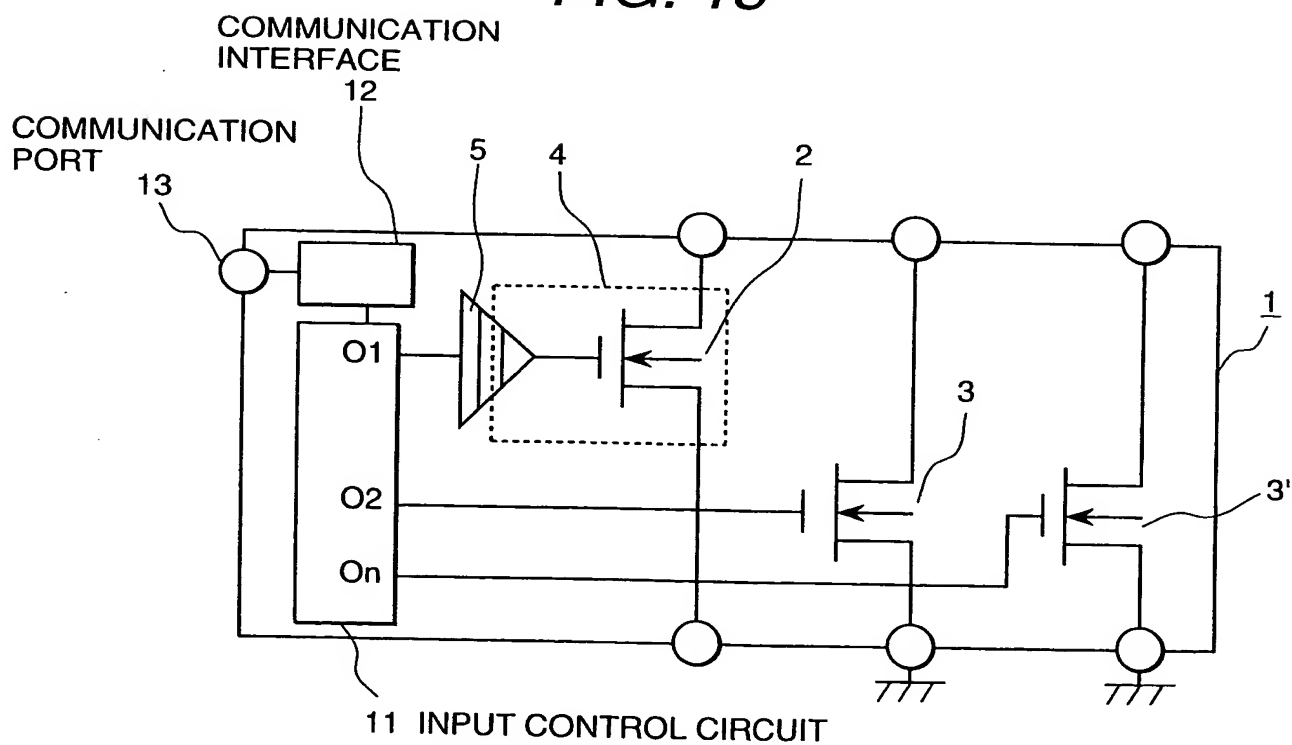 COMMUNICATION
INTERFACE
12
COMMUNICATION
PORT
13
5
4
2
1
O1
3
O2
3'
On
11 INPUT CONTROL CIRCUIT